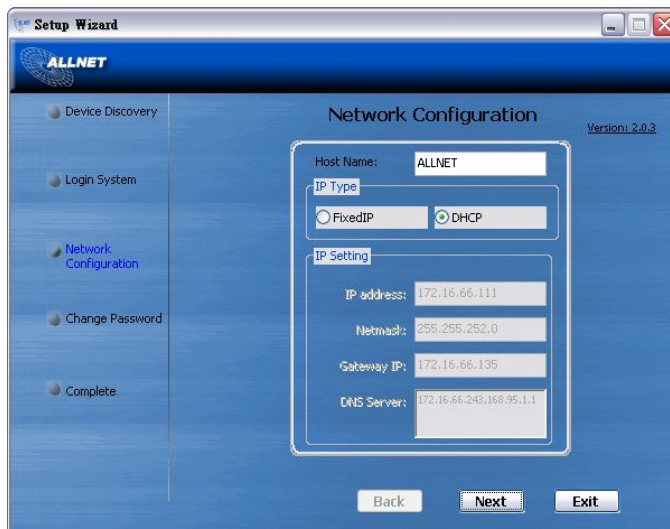 Setup Wizard
ALLNET
Device Discovery
Login System
Network
Configuration
Change Password
Complete
Network Configuration
Version: 2.0.3
Host Name: ALLNET
IP Type
FixedIP DHCP
IP Setting
IP address: 172.16.66.111
Netmask: 255.255.252.0
Gateway IP: 172.16.66.135
DNS Server: 172.16.66.243,168.95.1.1
Back Next Exit